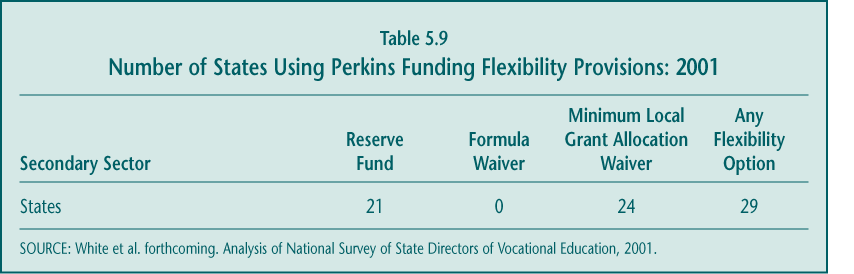 Table 5.9
Number of States Using Perkins Funding Flexibility Provisions: 2001
Minimum Local Any
Reserve Formula Grant Allocation Flexibility
Secondary Sector Fund Waiver Waiver Option
States 21 0 24 29
SOURCE: White et al. forthcoming. Analysis of National Survey of State Directors of Vocational Education, 2001.